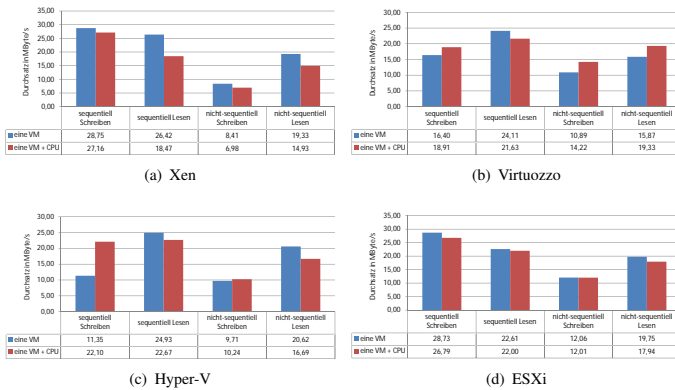 Durchsatz in MByte/s
35,00
30,00
25,00
20,00
15,00
10,00
5,00
0,00
sequentiell Schreiben
sequentiell Lesen
nicht-sequentiell Schreiben
nicht-sequentiell Lesen
eine VM 28,75 26,42 8,41 19,33
eine VM + CPU 27,16 18,47 6,98 14,93
(a) Xen
Durchsatz in MByte/s
30,00
25,00
20,00
15,00
10,00
5,00
0,00
sequentiell Schreiben
sequentiell Lesen
nicht-sequentiell Schreiben
nicht-sequentiell Lesen
eine VM 16,40 24,11 10,89 15,87
eine VM + CPU 18,91 21,63 14,22 19,33
(b) Virtuozzo
Durchsatz in MByte/s
30,00
25,00
20,00
15,00
10,00
5,00
0,00
sequentiell Schreiben
sequentiell Lesen
nicht-sequentiell Schreiben
nicht-sequentiell Lesen
eine VM 11,35 24,93 9,71 20,62
eine VM + CPU 22,10 22,67 10,24 16,69
(c) Hyper-V
Durchsatz in MByte/s
35,00
30,00
25,00
20,00
15,00
10,00
5,00
0,00
sequentiell Schreiben
sequentiell Lesen
nicht-sequentiell Schreiben
nicht-sequentiell Lesen
eine VM 28,73 22,61 12,06 19,75
eine VM + CPU 26,79 22,00 12,01 17,94
(d) ESXi